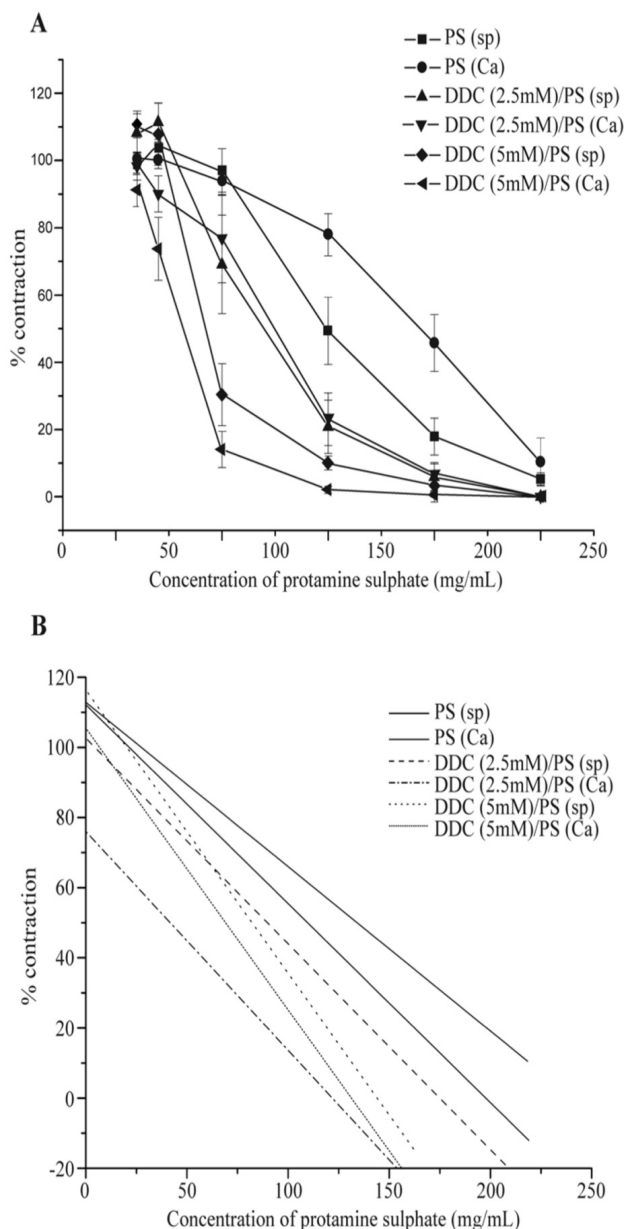 A
PS (sp)
PS (Ca)
DDC (2.5mM)/PS (sp)
DDC (2.5mM)/PS (Ca)
DDC (5mM)/PS (sp)
DDC (5mM)/PS (Ca)
% contraction
120
100
80
60
40
20
0
0 50 100 150 200 250
Concentration of protamine sulphate (mg/mL)
B
PS (sp)
PS (Ca)
DDC (2.5mM)/PS (sp)
DDC (2.5mM)/PS (Ca)
DDC (5mM)/PS (sp)
DDC (5mM)/PS (Ca)
% contraction
120
100
80
60
40
20
0
-20
0 50 100 150 200 250
Concentration of protamine sulphate (mg/mL)